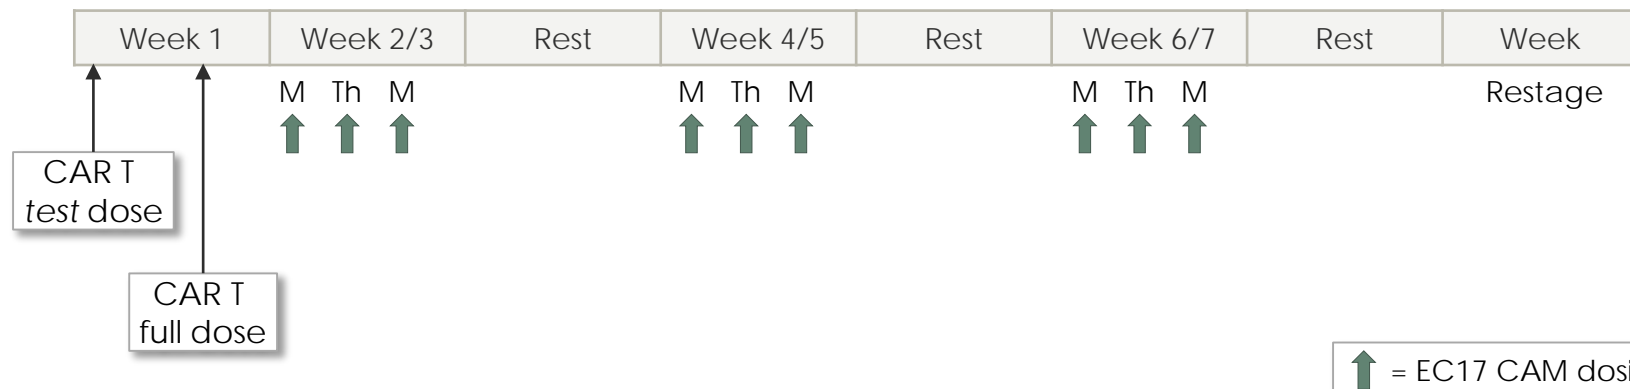 Week 1 Week 2/3 Rest Week 4/5 Rest Week 6/7 Rest Week
M Th M M Th M M Th M Restage
CAR T
test dose
CAR T
full dose
= EC17 CAM